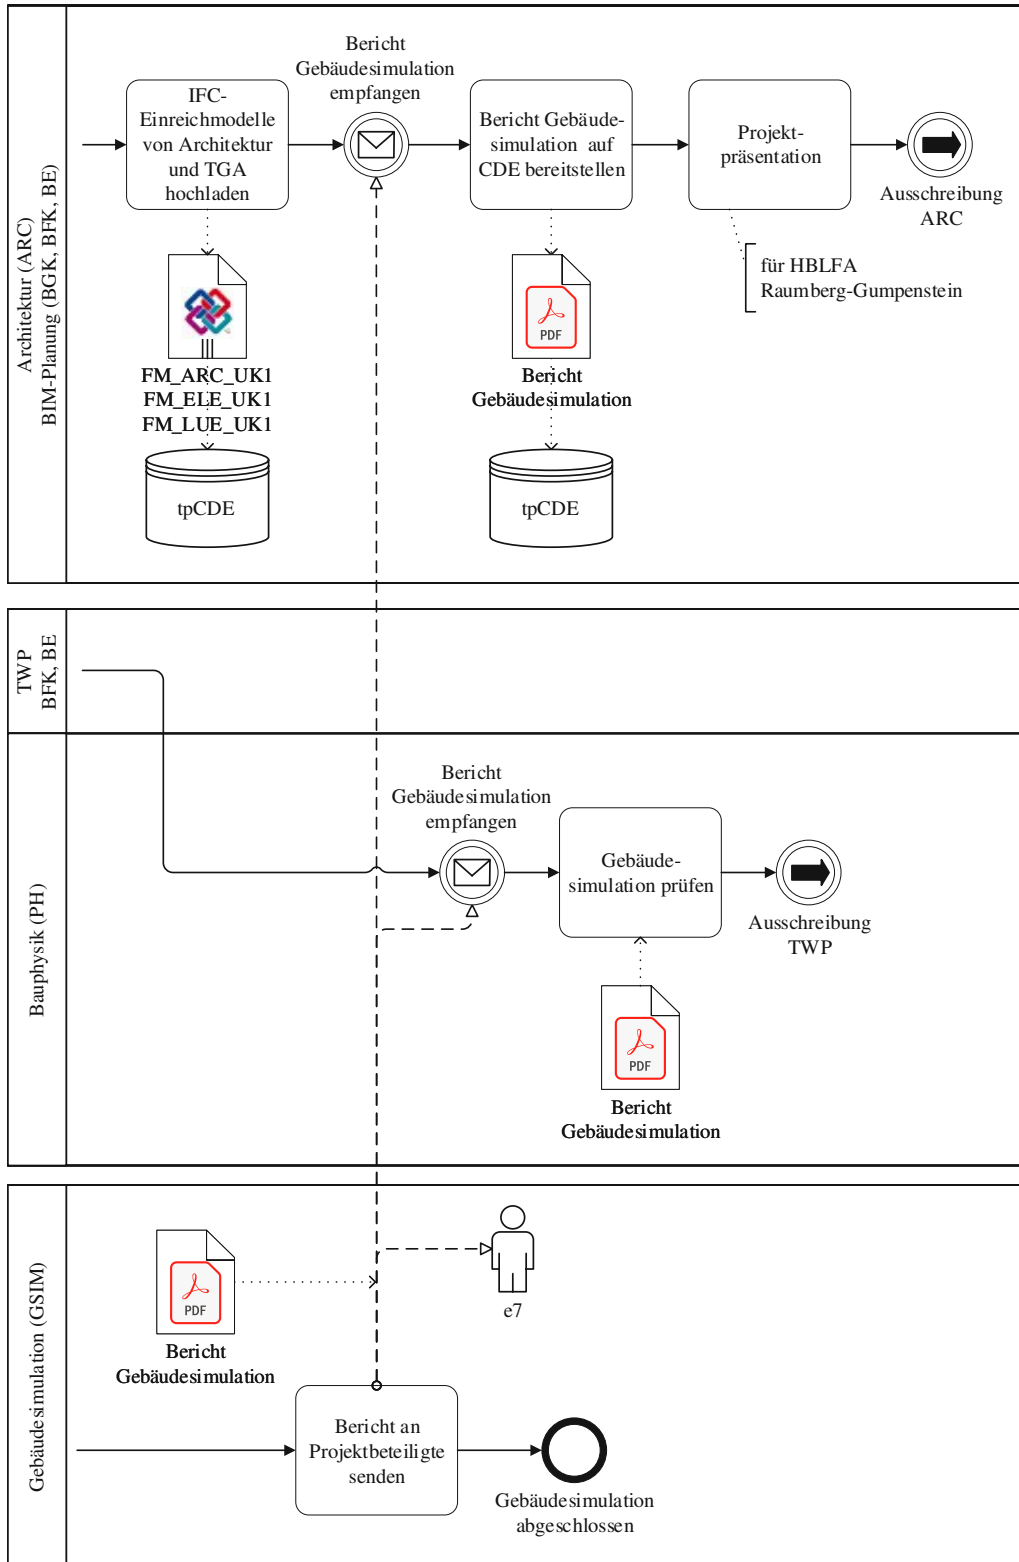 Architektur (ARC)
BIM-Planung (BGK, BFK, BE)
IFC-
Einreichmodelle
von Architektur
und TGA
hochladen
Bericht
Gebäudesimulation
empfangen
Bericht Gebäude-
simulation auf
CDE bereitstellen
Projekt-
präsentation
Ausschreibung
ARC
für HBLFA
Raumberg-Gumpenstein
FM_ARC_UK1
FM_ELE_UK1
FM_LUE_UK1
tpCDE
PDF
Bericht
Gebäudesimulation
tpCDE
TWP
BFK, BE
Bauphysik (PH)
Bericht
Gebäudesimulation
empfangen
Gebäude-
simulation prüfen
Ausschreibung
TWP
PDF
Bericht
Gebäudesimulation
Gebäudesimulation (GSIM)
PDF
Bericht
Gebäudesimulation
e7
Bericht an
Projektbeteiligte
senden
Gebäudesimulation
abgeschlossen